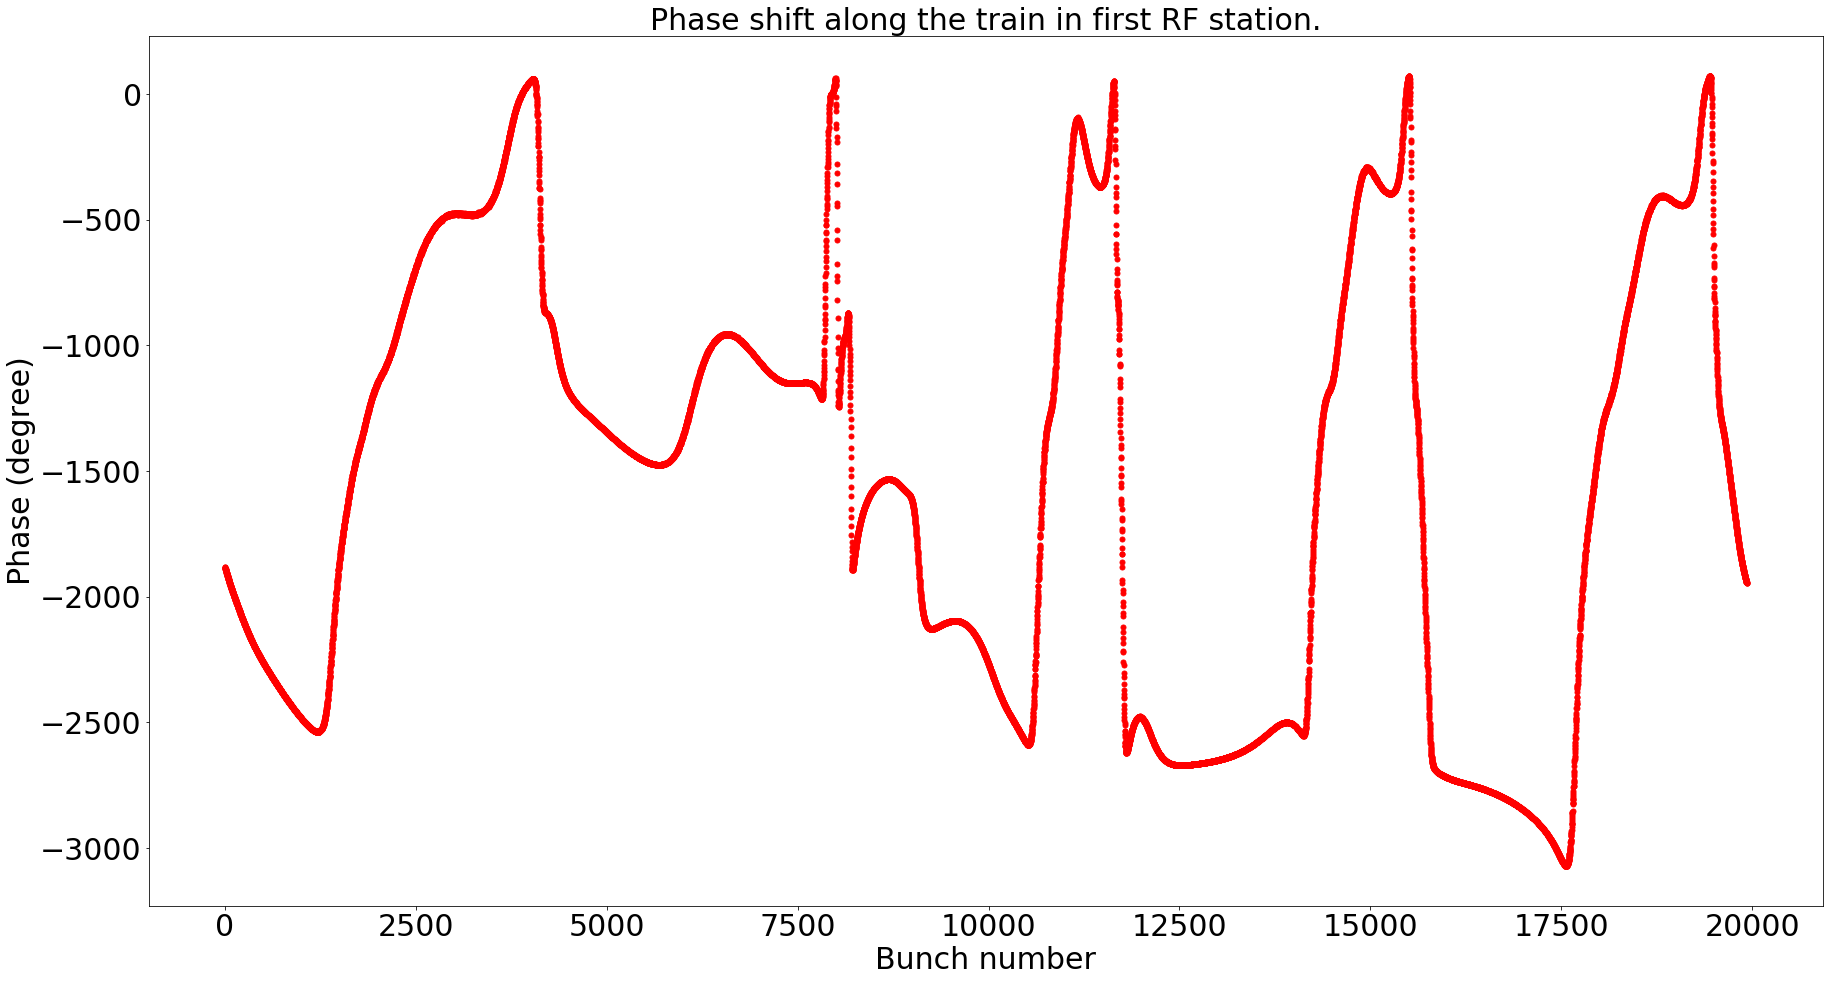 Phase shift along the train in first RF station.
0
−500
−1000
−1500
−2000
−2500
−3000
Phase (degree)
0 2500 5000 7500 10000 12500 15000 17500 20000
Bunch number